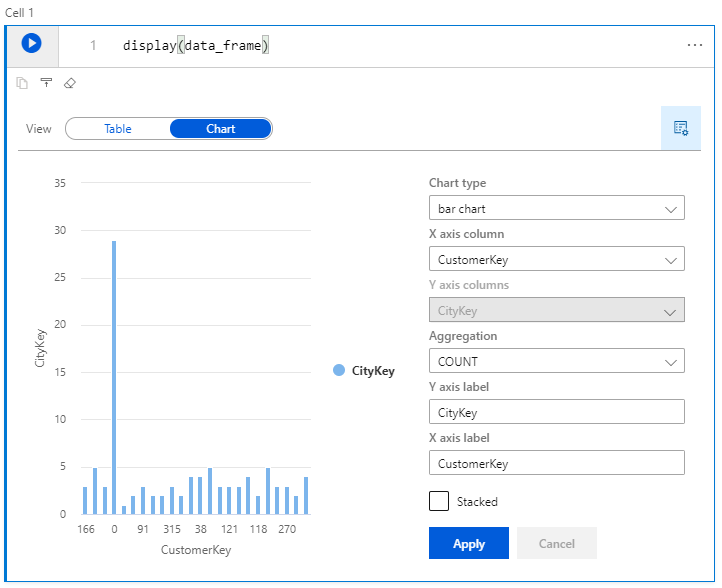 Cell 1
1 display(data_frame)
...
View Table Chart
35
30
25
20
15
10
5
0
CityKey
166 0 91 315 38 121 118 270
CustomerKey
CityKey
Chart type
bar chart
X axis column
CustomerKey
Y axis columns
CityKey
Aggregation
COUNT
Y axis label
CityKey
X axis label
CustomerKey
Stacked
Apply Cancel